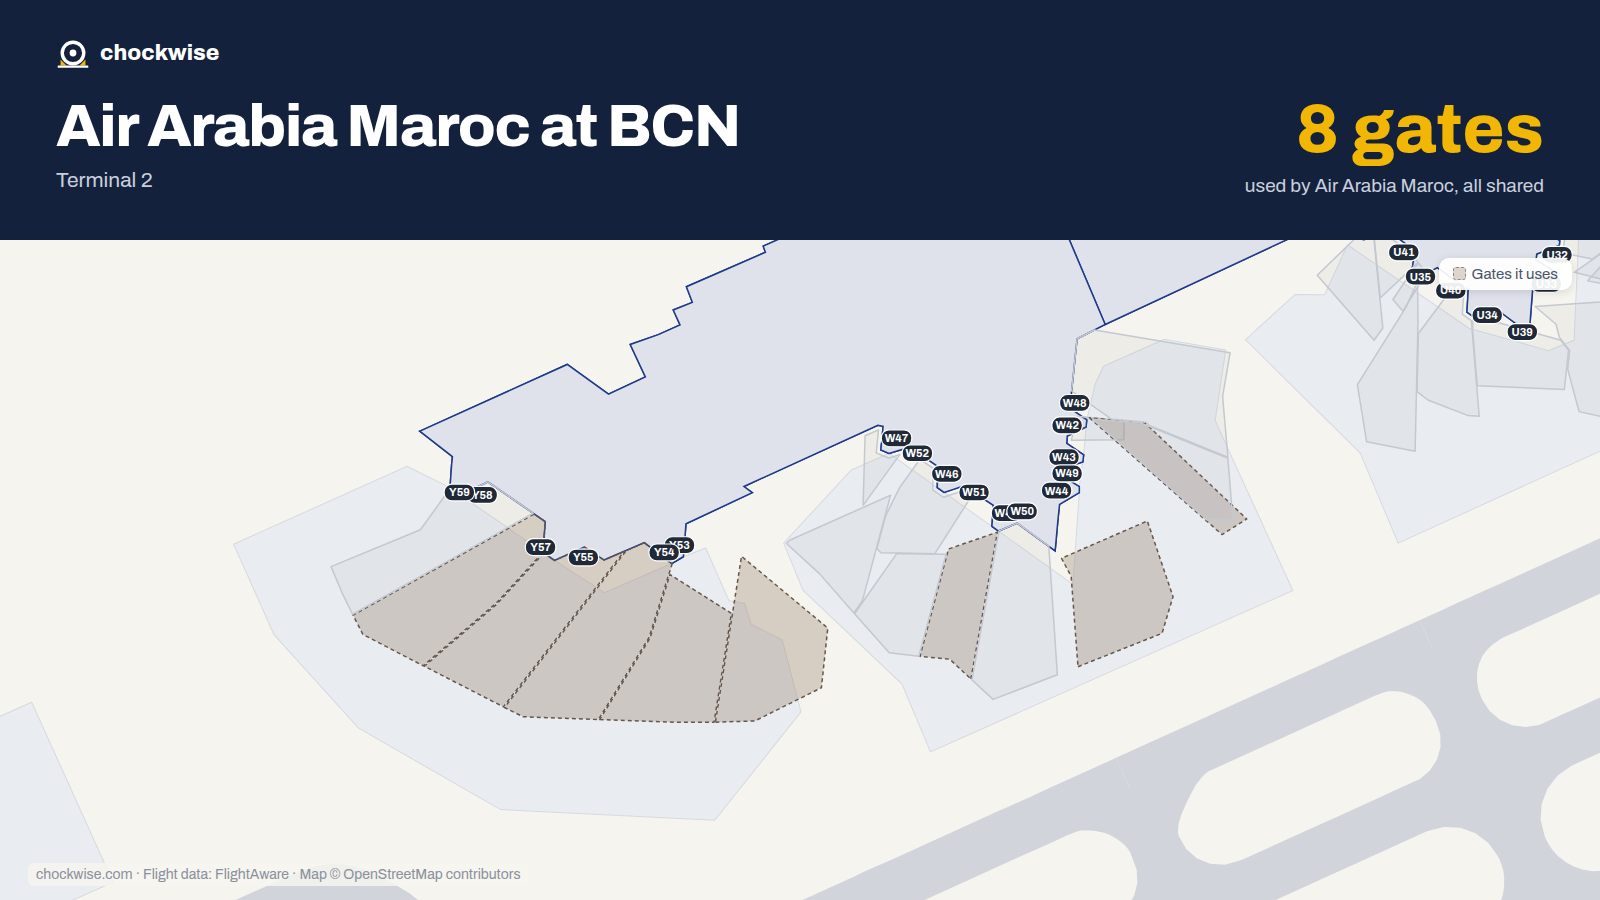 chockwise
Air Arabia Maroc at BCN
Terminal 2
8 gates
used by Air Arabia Maroc, all shared
U41
U32
Gates it uses
U35
U40
U34
U39
W48
W42
W47
W52
W43
W49
W46
W44
W51
W50
Y59
Y58
Y57
Y55
Y54
Y53
chockwise.com · Flight data: FlightAware · Map © OpenStreetMap contributors